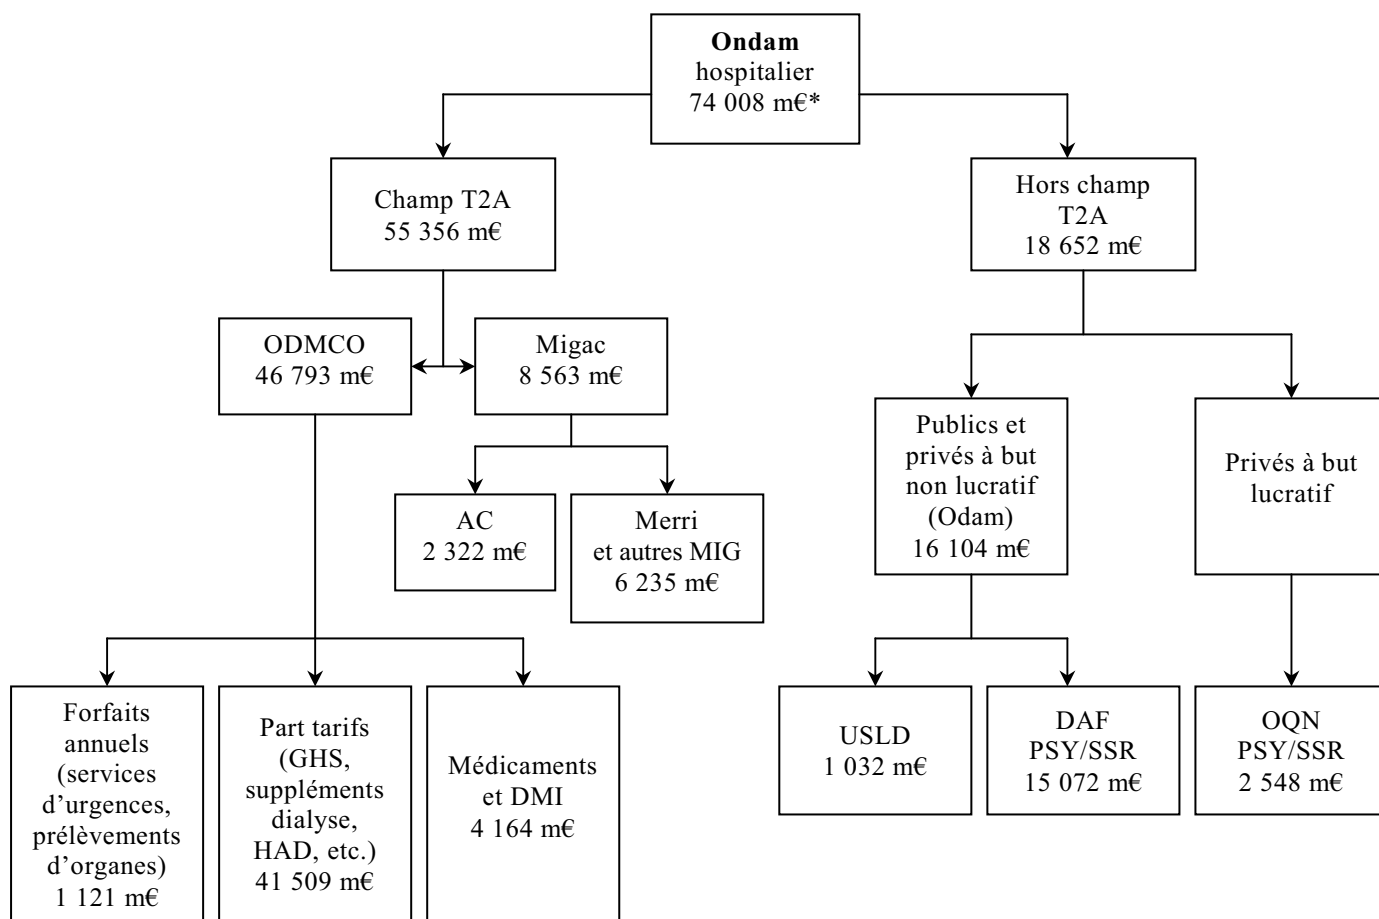 Ondam
hospitalier
74 008 m€*
Champ T2A
55 356 m€
Hors champ
T2A
18 652 m€
ODMCO
46 793 m€
Migac
8 563 m€
Publics et
privés à but
non lucratif
(Odam)
16 104 m€
Privés à but
lucratif
AC
2 322 m€
Merri
et autres MIG
6 235 m€
Forfaits
annuels
(services
d’urgences,
prélèvements
d’organes)
1 121 m€
Part tarifs
(GHS,
suppléments
dialyse,
HAD, etc.)
41 509 m€
Médicaments
et DMI
4 164 m€
USLD
1 032 m€
DAF
PSY/SSR
15 072 m€
OQN
PSY/SSR
2 548 m€